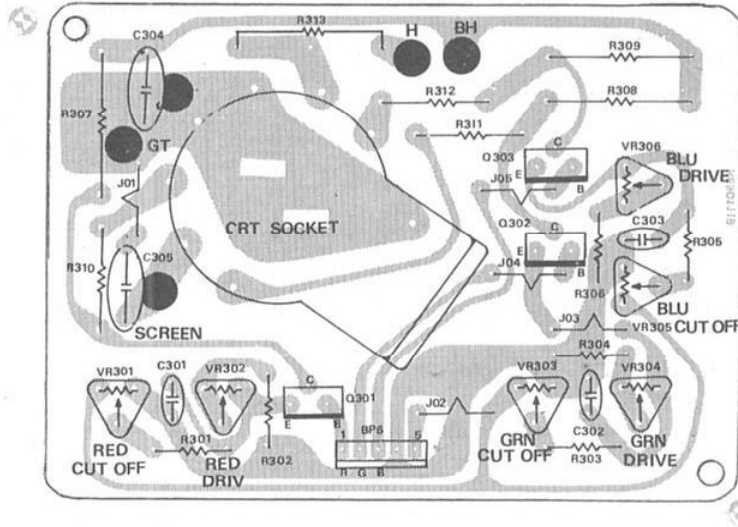 R313
H
BH
C304
R309
R312
R308
R307
R311
GT
Q303
C
VR306
E
B
BLU
DRIVE
J05
J01
CRT SOCKET
Q302
C
C303
E
B
R305
R310
C305
J04
R306
BLU
SCREEN
J03
VR305
CUT OFF
R304
VR301
C301
VR302
VR303
VR304
C
Q301
J02
E
B
BP6
1
5
R301
R302
RED
CUT OFF
RED
DRIV
R G B
GRN
CUT OFF
C302
R303
GRN
DRIVE